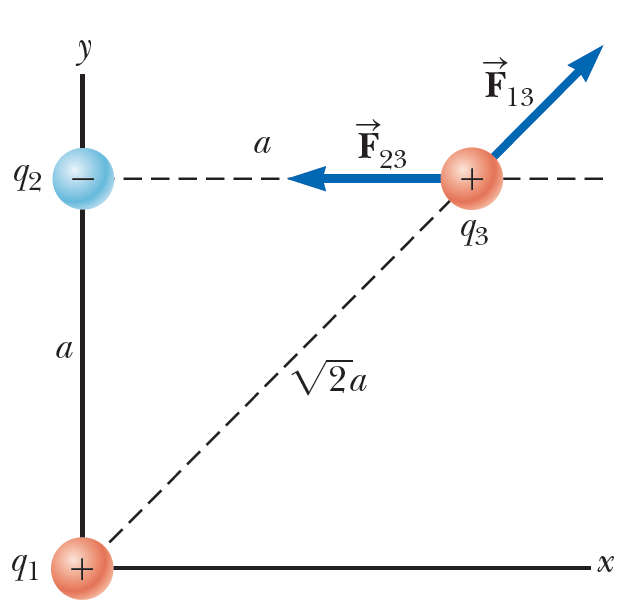 y
F⃗₁₃
a
F⃗₂₃
q₂
−
+
q₃
a
√2a
q₁
+
x